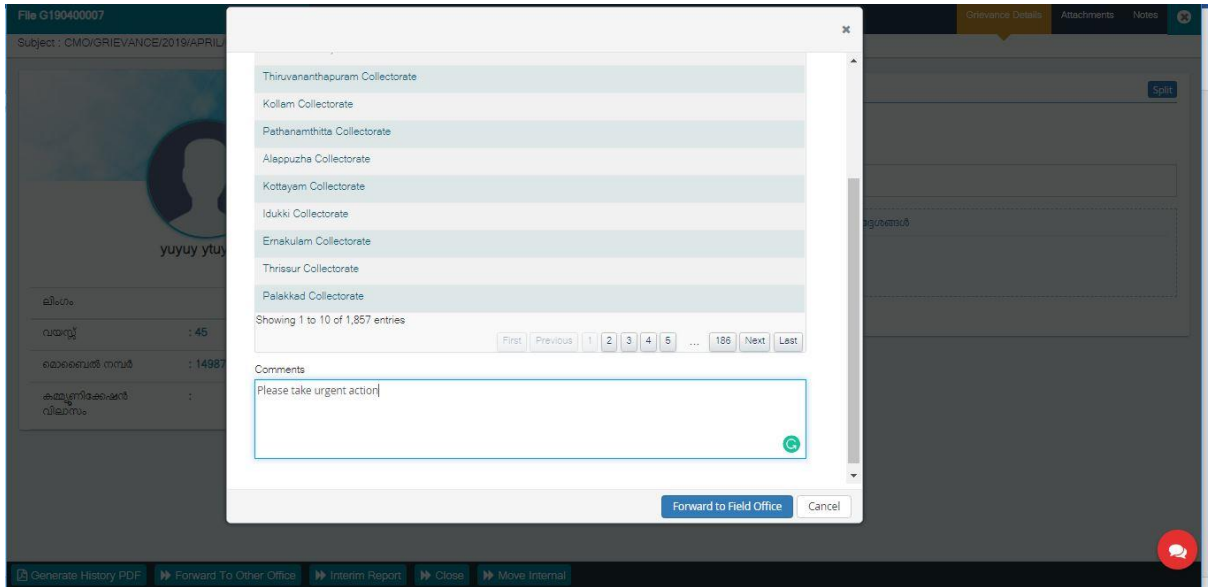 File G190400007
Grievance Details Attachments Notes
Subject : CMO/GRIEVANCE/2019/APRIL/
Split
Thiruvananthapuram Collectorate
Kollam Collectorate
Pathanamthitta Collectorate
Alappuzha Collectorate
Kottayam Collectorate
Idukki Collectorate
Ernakulam Collectorate
Thrissur Collectorate
Palakkad Collectorate
Showing 1 to 10 of 1,857 entries
First Previous 1 2 3 4 5 ... 186 Next Last
Comments
Please take urgent action
Forward to Field Office Cancel
yuyuy ytuy
ലിംഗം
വയസ്സ് : 45
മൊബൈൽ നമ്പർ : 14987
കമ്മ്യൂണിക്കേഷൻ :
വിലാസം
Generate History PDF Forward To Other Office Interim Report Close Move Internal